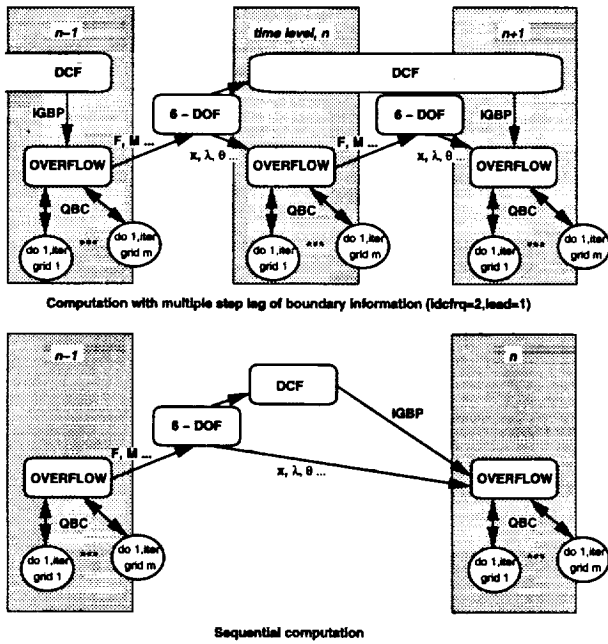 n-1
time level, n
n+1
DCF
DCF
6 - DOF
6 - DOF
IGBP
IGBP
OVERFLOW
F, M ...
x, λ, θ ...
OVERFLOW
F, M ...
x, λ, θ ...
OVERFLOW
QBC
QBC
QBC
do 1,iter
grid 1
***
do 1,iter
grid m
do 1,iter
grid 1
***
do 1,iter
grid m
do 1,iter
grid 1
***
do 1,iter
grid m
Computation with multiple step lag of boundary information (idcfrq=2,lead=1)
n-1
n
DCF
6 - DOF
IGBP
F, M ...
x, λ, θ ...
OVERFLOW
OVERFLOW
QBC
QBC
do 1,iter
grid 1
***
do 1,iter
grid m
do 1,iter
grid 1
***
do 1,iter
grid m
Sequential computation